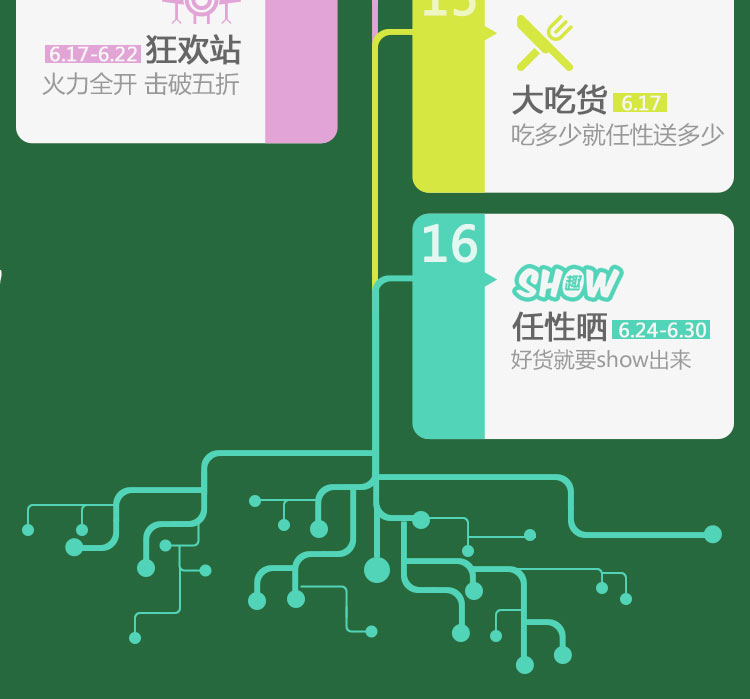 6.17-6.22 狂欢站
火力全开 击破五折
15
大吃货 6.17
吃多少就任性送多少
16
SHOW 趣
任性晒 6.24-6.30
好货就要show出来